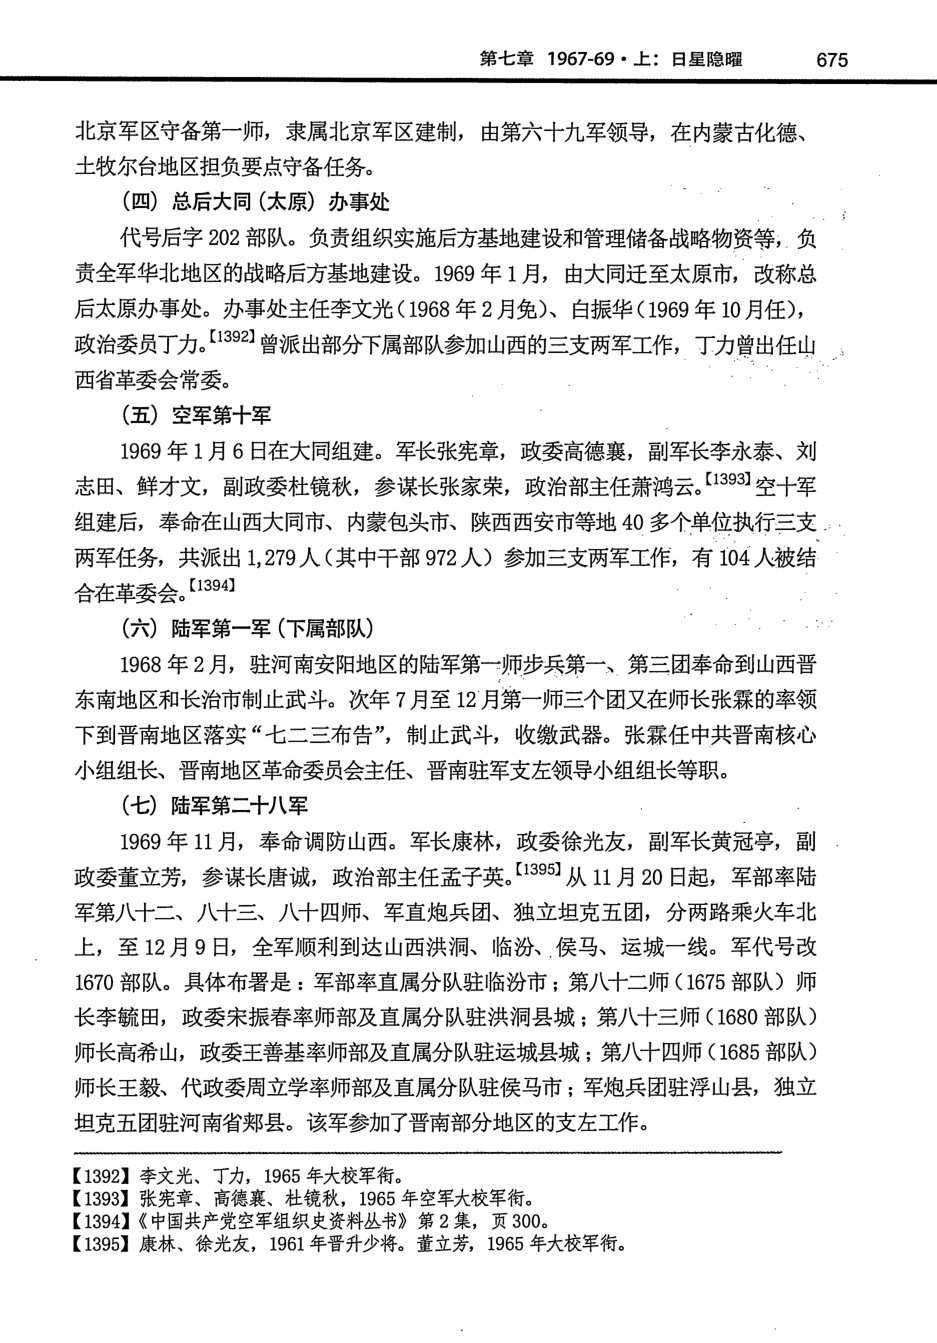 第七章 1967-69·上：日星隐曜 675
北京军区守备第一师，隶属北京军区建制，由第六十九军领导，在内蒙古化德、
土牧尔台地区担负要点守备任务。
（四）总后大同（太原）办事处
代号后字 202 部队。负责组织实施后方基地建设和管理储备战略物资等，负
责全军华北地区的战略后方基地建设。1969 年 1 月，由大同迁至太原市，改称总
后太原办事处。办事处主任李文光（1968 年 2 月免）、白振华（1969 年 10 月任），
政治委员丁力。【1392】曾派出部分下属部队参加山西的三支两军工作，丁力曾出任山
西省革委会常委。
（五）空军第十军
1969 年 1 月 6 日在大同组建。军长张宪章，政委高德襄，副军长李永泰、刘
志田、鲜才文，副政委杜镜秋，参谋长张家荣，政治部主任萧鸿云。【1393】空十军
组建后，奉命在山西大同市、内蒙包头市、陕西西安市等地 40 多个单位执行三支
两军任务，共派出 1,279 人（其中干部 972 人）参加三支两军工作，有 104 人被结
合在革委会。【1394】
（六）陆军第一军（下属部队）
1968 年 2 月，驻河南安阳地区的陆军第一师步兵第一、第三团奉命到山西晋
东南地区和长治市制止武斗。次年 7 月至 12 月第一师三个团又在师长张霖的率领
下到晋南地区落实“七二三布告”，制止武斗，收缴武器。张霖任中共晋南核心
小组组长、晋南地区革命委员会主任、晋南驻军支左领导小组组长等职。
（七）陆军第二十八军
1969 年 11 月，奉命调防山西。军长康林，政委徐光友，副军长黄冠亭，副
政委董立芳，参谋长唐诚，政治部主任孟子英。【1395】从 11 月 20 日起，军部率陆
军第八十二、八十三、八十四师、军直炮兵团、独立坦克五团，分两路乘火车北
上，至 12 月 9 日，全军顺利到达山西洪洞、临汾、侯马、运城一线。军代号改
1670 部队。具体布署是：军部率直属分队驻临汾市；第八十二师（1675 部队）师
长李毓田，政委宋振春率师部及直属分队驻洪洞县城；第八十三师（1680 部队）
师长高希山，政委王善基率师部及直属分队驻运城县城；第八十四师（1685 部队）
师长王毅、代政委周立学率师部及直属分队驻侯马市；军炮兵团驻浮山县，独立
坦克五团驻河南省郏县。该军参加了晋南部分地区的支左工作。
【1392】李文光、丁力，1965 年大校军衔。
【1393】张宪章、高德襄、杜镜秋，1965 年空军大校军衔。
【1394】《中国共产党空军组织史资料丛书》第 2 集，页 300。
【1395】康林、徐光友，1961 年晋升少将。董立芳，1965 年大校军衔。